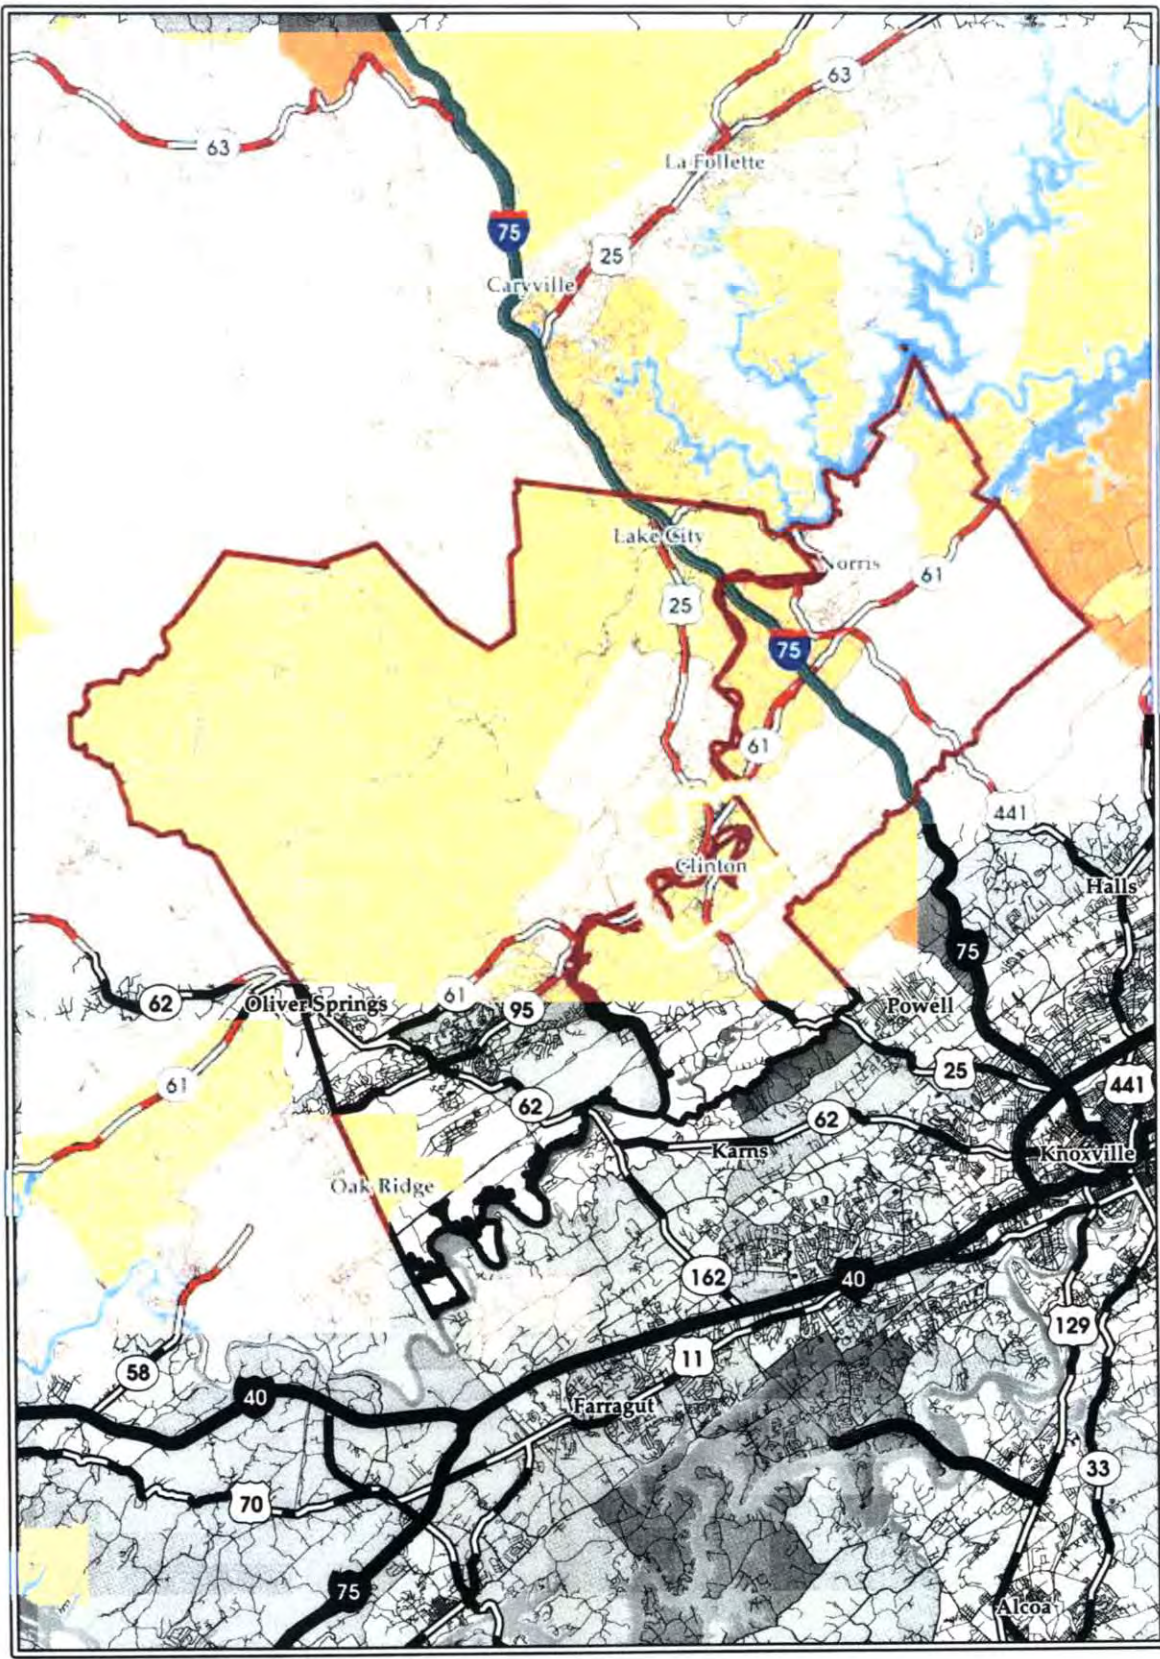 63
63
La Follette
75
25
Caryville
Lake City
Norris
61
25
75
61
441
Clinton
Halls
75
62
Oliver Springs
61
95
Powell
61
62
25
441
62
Karns
Knoxville
Oak Ridge
162
40
129
11
58
40
Farragut
33
70
75
Alcoa